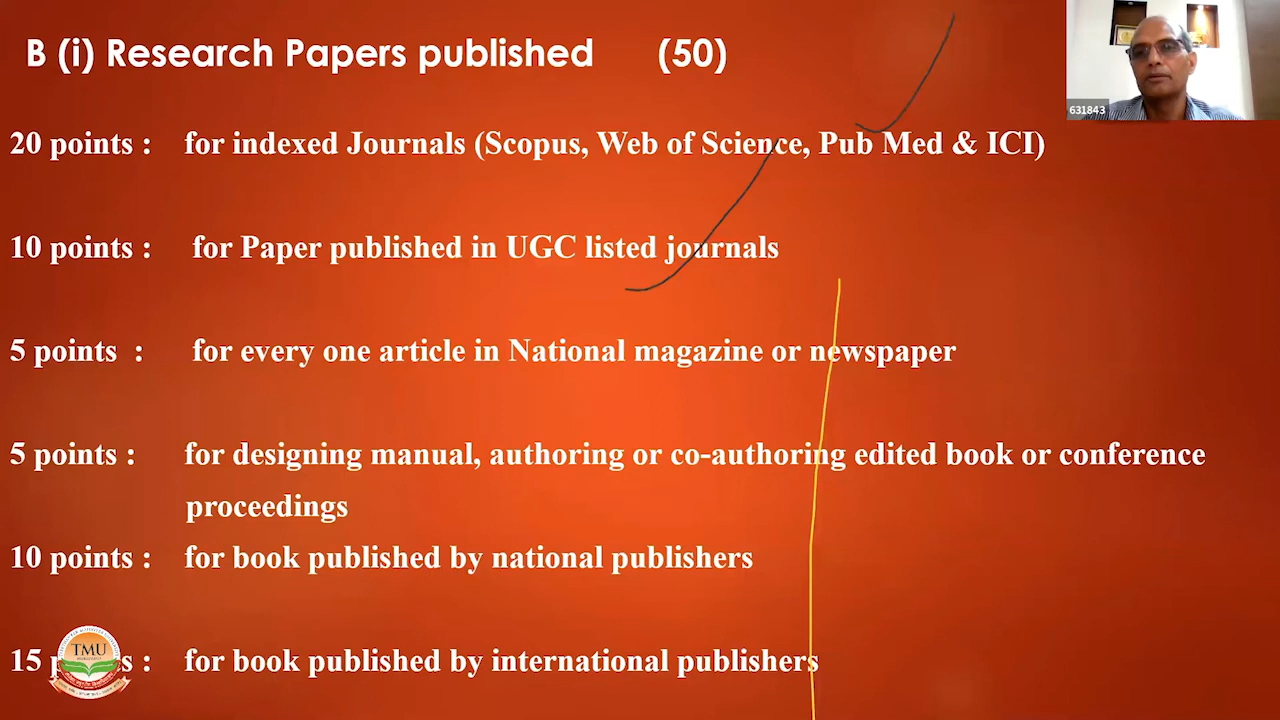 B (i) Research Papers published (50)
631843
20 points : for indexed Journals (Scopus, Web of Science, Pub Med & ICI)
10 points : for Paper published in UGC listed journals
5 points : for every one article in National magazine or newspaper
5 points : for designing manual, authoring or co-authoring edited book or conference
proceedings
10 points : for book published by national publishers
15 : for book published by international publishers
TMU